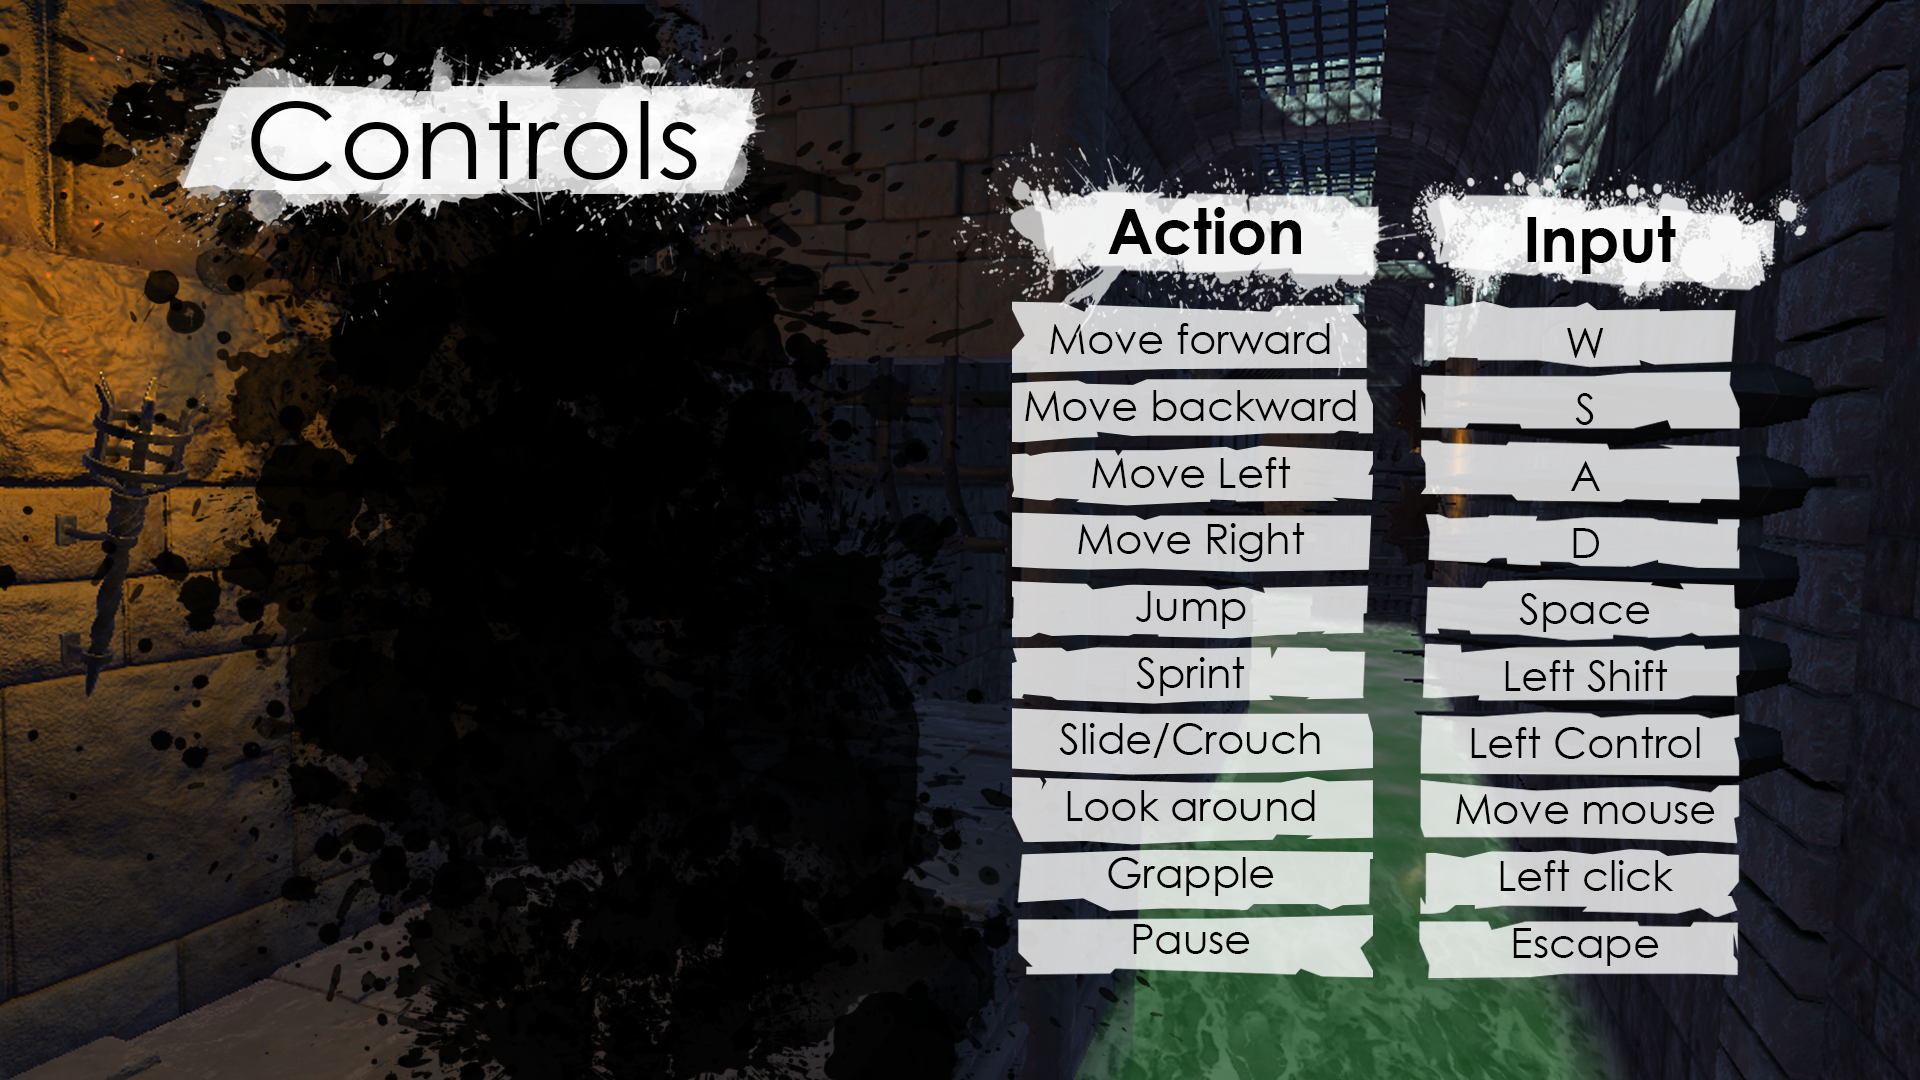 Controls
Action Input
Move forward W
Move backward S
Move Left A
Move Right D
Jump Space
Sprint Left Shift
Slide/Crouch Left Control
Look around Move mouse
Grapple Left click
Pause Escape